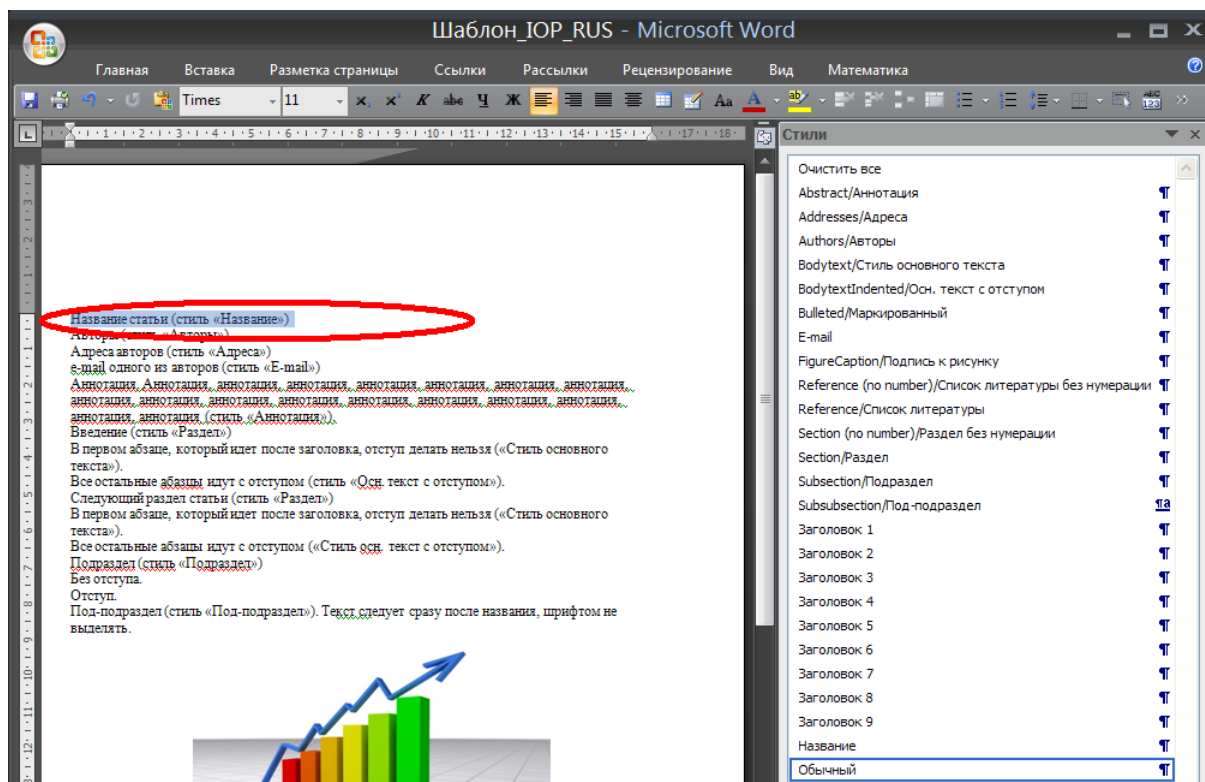 Шаблон_IOP_RUS - Microsoft Word
Главная Вставка Разметка страницы Ссылки Рассылки Рецензирование Вид Математика
Times 11
Стили
Очистить все
Abstract/Аннотация
Addresses/Адреса
Authors/Авторы
Bodytext/Стиль основного текста
BodytextIndented/Осн. текст с отступом
Bulleted/Маркированный
E-mail
FigureCaption/Подпись к рисунку
Reference (no number)/Список литературы без нумерации
Reference/Список литературы
Section (no number)/Раздел без нумерации
Section/Раздел
Subsection/Подраздел
Subsubsection/Под-подраздел
Заголовок 1
Заголовок 2
Заголовок 3
Заголовок 4
Заголовок 5
Заголовок 6
Заголовок 7
Заголовок 8
Заголовок 9
Название
Обычный
Название статьи (стиль «Название»)
Авторы (стиль «Авторы»)
Адреса авторов (стиль «Адреса»)
e-mail одного из авторов (стиль «E-mail»)
Аннотация, Аннотация, аннотация, аннотация, аннотация, аннотация, аннотация, аннотация,
аннотация, аннотация, аннотация, аннотация, аннотация, аннотация, аннотация, аннотация,
аннотация, аннотация (стиль «Аннотация»).
Введение (стиль «Раздел»)
В первом абзаце, который идет после заголовка, отступ делать нельзя («Стиль основного
текста»).
Все остальные абазцы идут с отступом (стиль «Осн. текст с отступом»).
Следующий раздел статьи (стиль «Раздел»)
В первом абзаце, который идет после заголовка, отступ делать нельзя («Стиль основного
текста»).
Все остальные абзацы идут с отступом («Стиль осн. текст с отступом»).
Подраздел (стиль «Подраздел»)
Без отступа.
Отступ.
Под-подраздел (стиль «Под-подраздел»). Текст следует сразу после названия, шрифтом не
выделять.